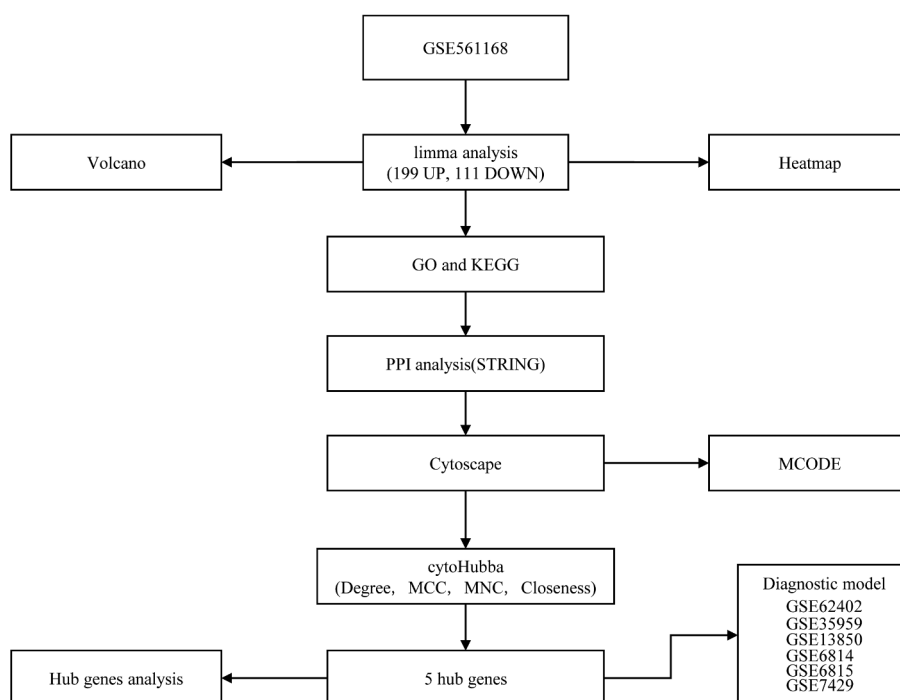 GSE561168
Volcano
limma analysis
(199 UP, 111 DOWN)
Heatmap
GO and KEGG
PPI analysis(STRING)
Cytoscape
MCODE
cytoHubba
(Degree, MCC, MNC, Closeness)
Diagnostic model
GSE62402
GSE35959
GSE13850
GSE6814
GSE6815
GSE7429
Hub genes analysis
5 hub genes